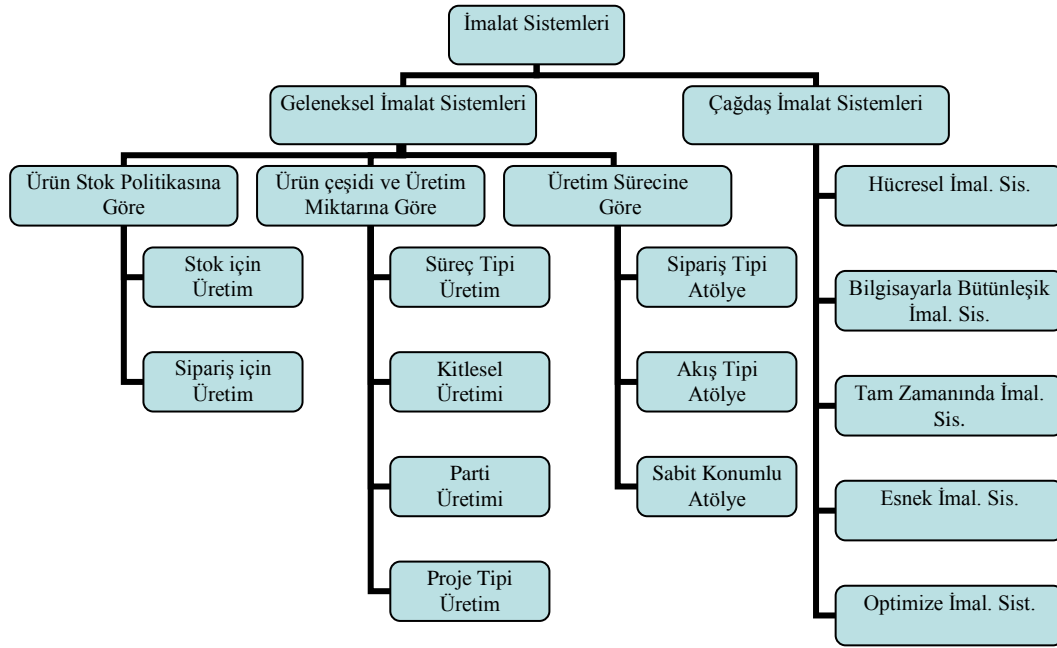 İmalat Sistemleri
Geleneksel İmalat Sistemleri
Çağdaş İmalat Sistemleri
Ürün Stok Politikasına
Göre
Stok için
Üretim
Sipariş için
Üretim
Ürün çeşidi ve Üretim
Miktarına Göre
Süreç Tipi
Üretim
Kitlesel
Üretimi
Parti
Üretimi
Proje Tipi
Üretim
Üretim Sürecine
Göre
Sipariş Tipi
Atölye
Akış Tipi
Atölye
Sabit Konumlu
Atölye
Hücresel İmal. Sis.
Bilgisayarla Bütünleşik
İmal. Sis.
Tam Zamanında İmal.
Sis.
Esnek İmal. Sis.
Optimize İmal. Sist.